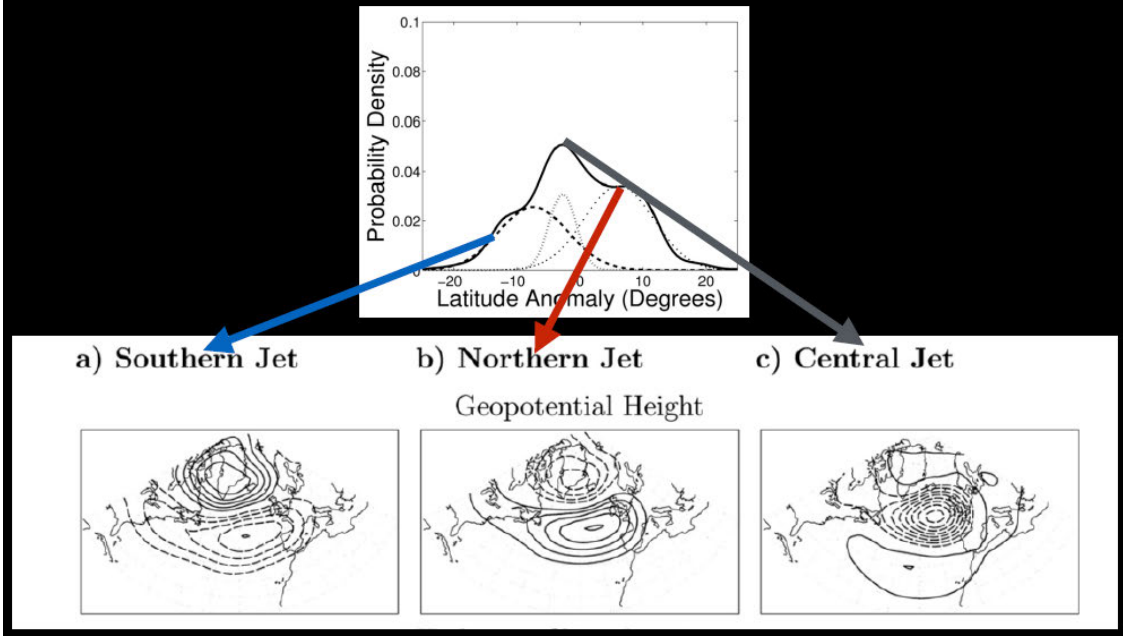 0.1
0.08
0.06
0.04
0.02
0
Probability Density
−20 −10 0 10 20
Latitude Anomaly (Degrees)
a) Southern Jet b) Northern Jet c) Central Jet
Geopotential Height